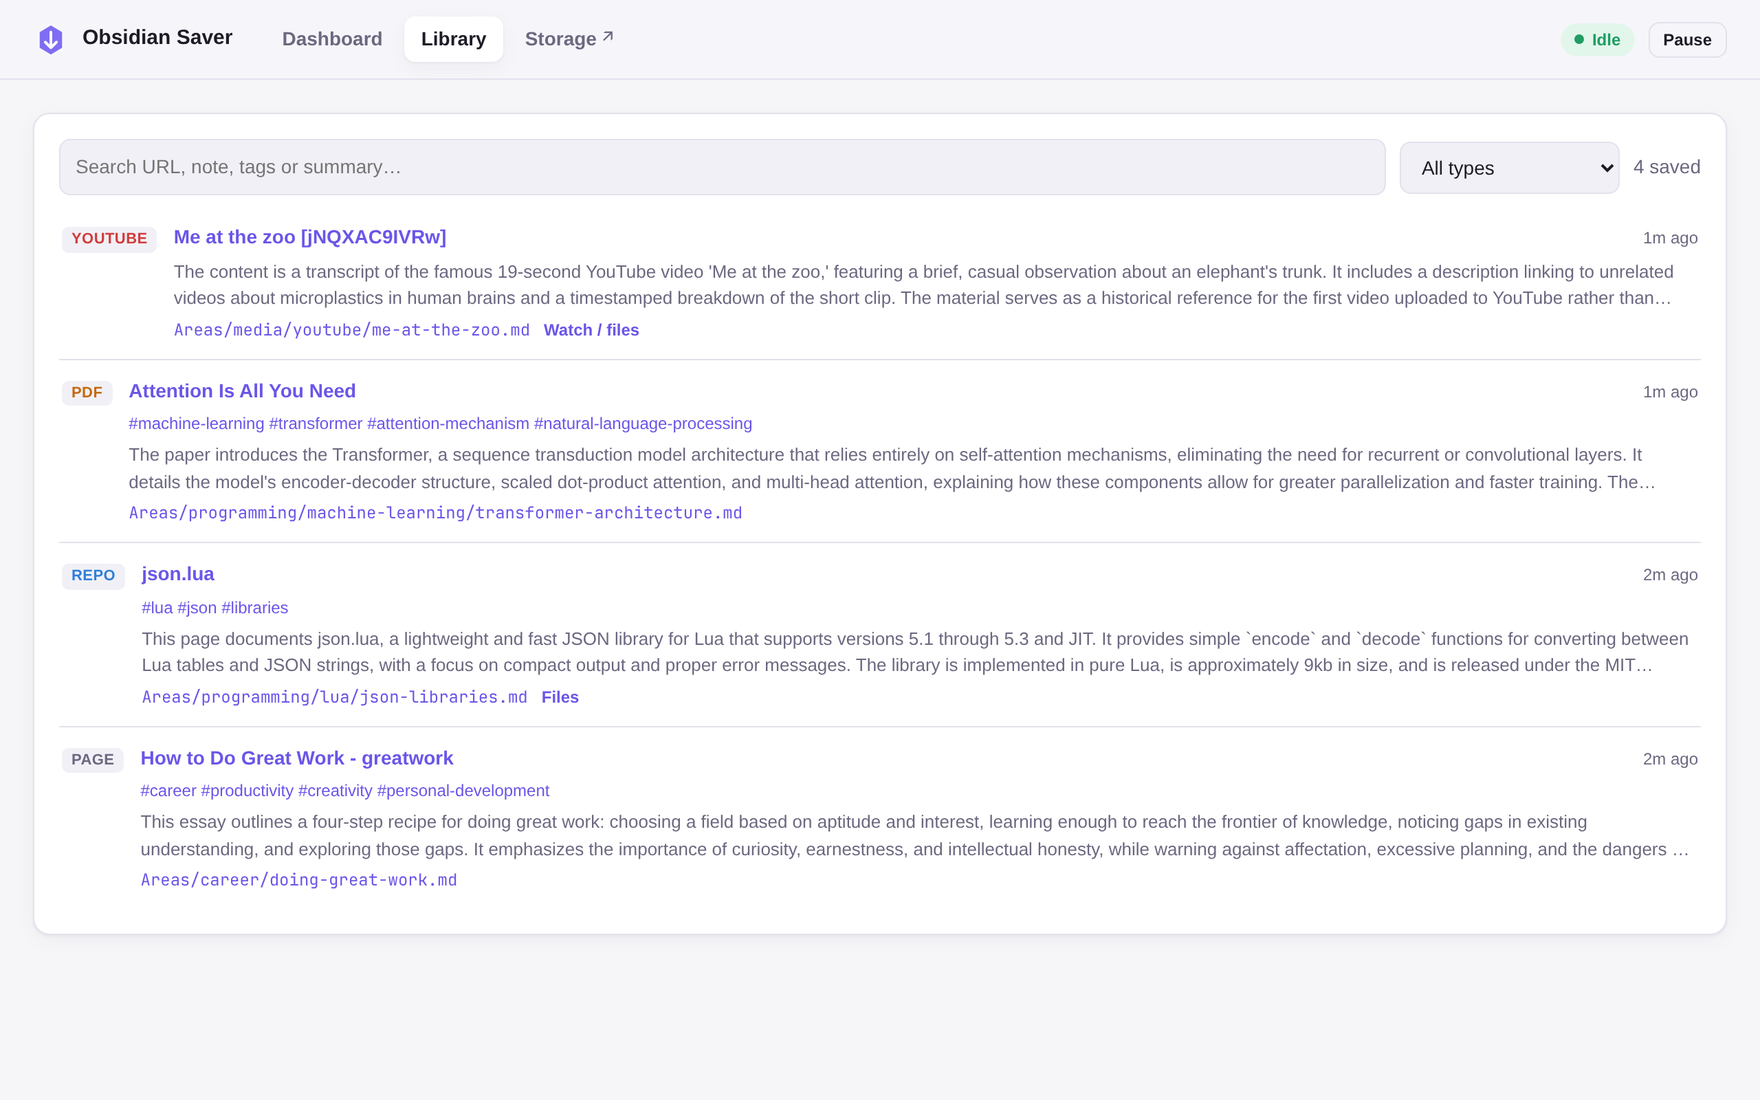 Obsidian Saver Dashboard Library Storage ↗ Idle Pause
Search URL, note, tags or summary… All types 4 saved
YOUTUBE Me at the zoo [jNQXAC9IVRw] 1m ago
The content is a transcript of the famous 19-second YouTube video 'Me at the zoo,' featuring a brief, casual observation about an elephant's trunk. It includes a description linking to unrelated
videos about microplastics in human brains and a timestamped breakdown of the short clip. The material serves as a historical reference for the first video uploaded to YouTube rather than…
Areas/media/youtube/me-at-the-zoo.md Watch / files
PDF Attention Is All You Need 1m ago
#machine-learning #transformer #attention-mechanism #natural-language-processing
The paper introduces the Transformer, a sequence transduction model architecture that relies entirely on self-attention mechanisms, eliminating the need for recurrent or convolutional layers. It
details the model's encoder-decoder structure, scaled dot-product attention, and multi-head attention, explaining how these components allow for greater parallelization and faster training. The…
Areas/programming/machine-learning/transformer-architecture.md
REPO json.lua 2m ago
#lua #json #libraries
This page documents json.lua, a lightweight and fast JSON library for Lua that supports versions 5.1 through 5.3 and JIT. It provides simple `encode` and `decode` functions for converting between
Lua tables and JSON strings, with a focus on compact output and proper error messages. The library is implemented in pure Lua, is approximately 9kb in size, and is released under the MIT…
Areas/programming/lua/json-libraries.md Files
PAGE How to Do Great Work - greatwork 2m ago
#career #productivity #creativity #personal-development
This essay outlines a four-step recipe for doing great work: choosing a field based on aptitude and interest, learning enough to reach the frontier of knowledge, noticing gaps in existing
understanding, and exploring those gaps. It emphasizes the importance of curiosity, earnestness, and intellectual honesty, while warning against affectation, excessive planning, and the dangers …
Areas/career/doing-great-work.md